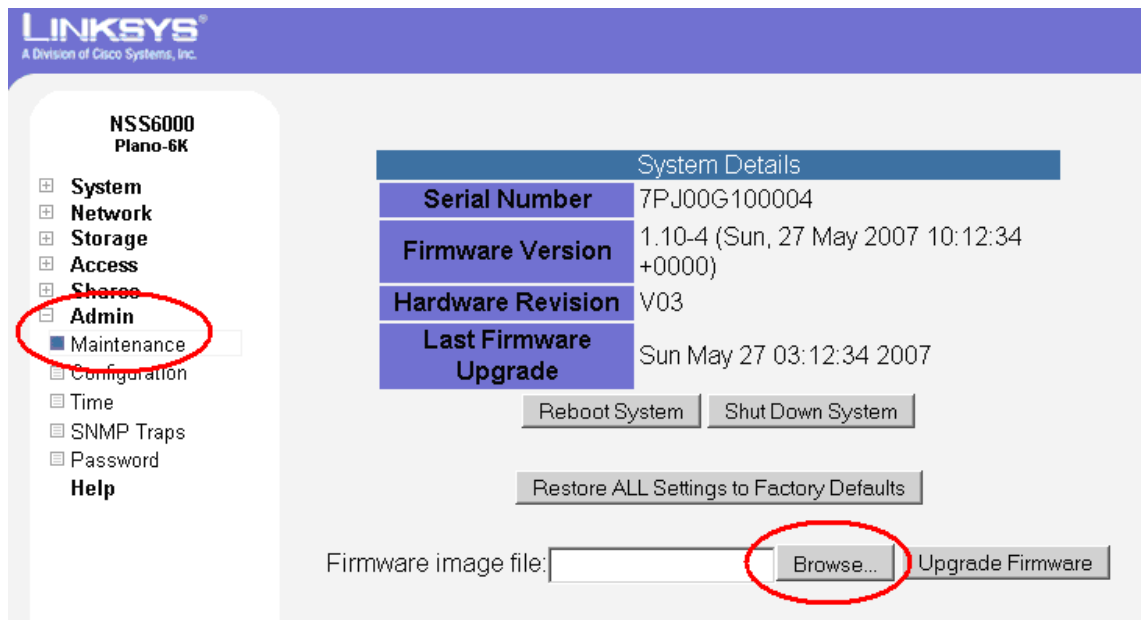 LINKSYS®
A Division of Cisco Systems, Inc.
NSS6000
Plano-6K
System
Network
Storage
Access
Shares
Admin
Maintenance
Configuration
Time
SNMP Traps
Password
Help
System Details
Serial Number 7PJ00G100004
Firmware Version 1.10-4 (Sun, 27 May 2007 10:12:34
+0000)
Hardware Revision V03
Last Firmware
Upgrade Sun May 27 03:12:34 2007
Reboot System Shut Down System
Restore ALL Settings to Factory Defaults
Firmware image file: Browse... Upgrade Firmware